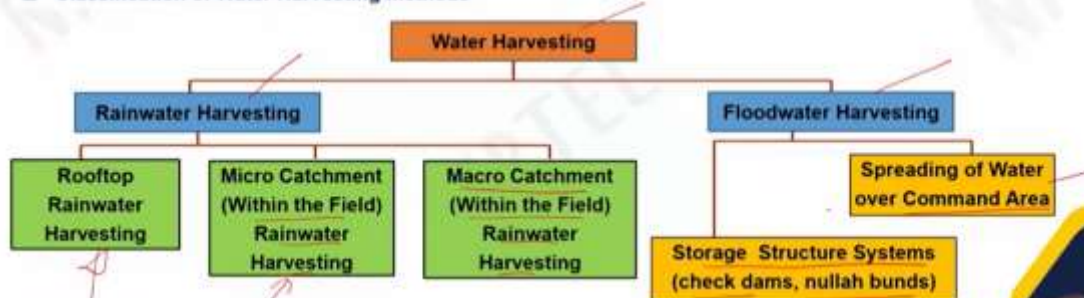 Water Harvesting
Rainwater Harvesting
Floodwater Harvesting
Rooftop
Rainwater
Harvesting
Micro Catchment
(Within the Field)
Rainwater
Harvesting
Macro Catchment
(Within the Field)
Rainwater
Harvesting
Storage Structure Systems
(check dams, nullah bunds)
Spreading of Water
over Command Area